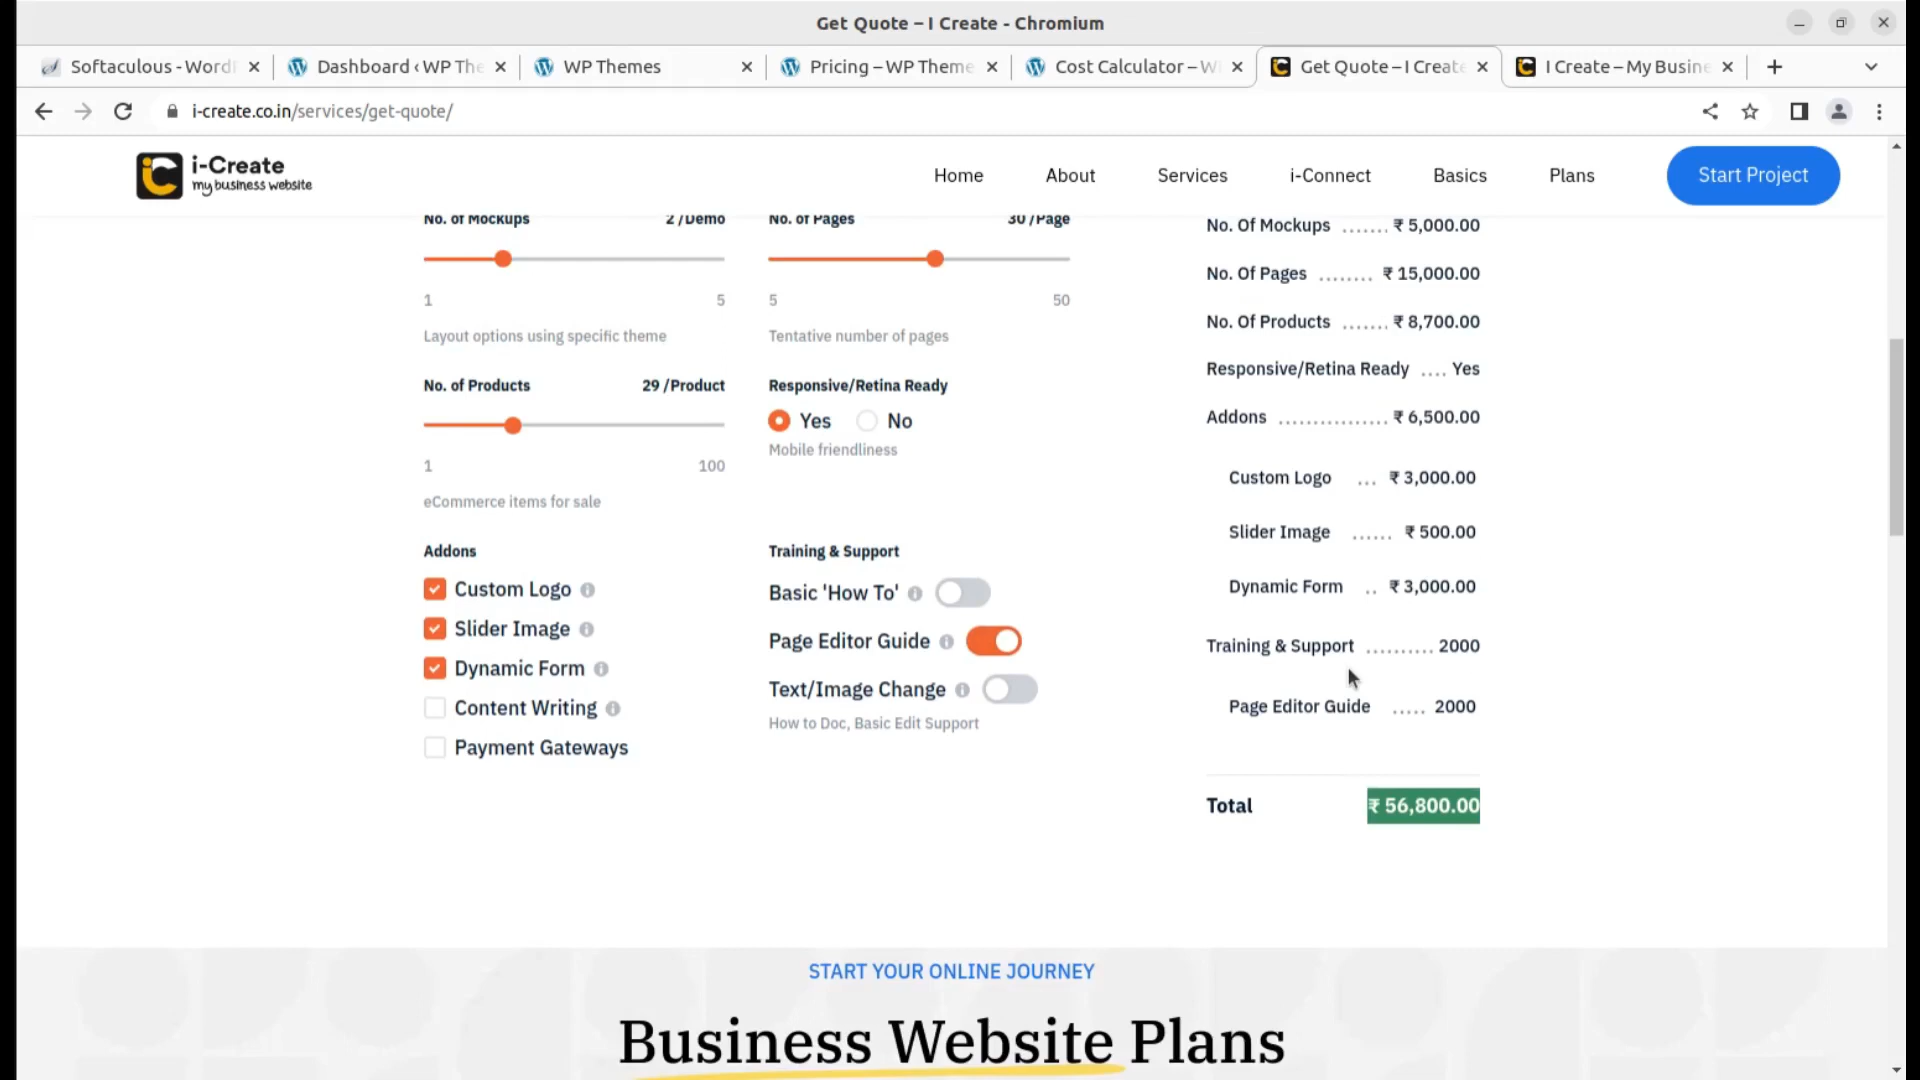 Get Quote – I Create - Chromium
Softaculous - Word
Dashboard ‹ WP The
WP Themes
Pricing – WP Theme
Cost Calculator – W
Get Quote – I Create
I Create – My Busine
i-create.co.in/services/get-quote/
i-Create
my business website
Home
About
Services
i-Connect
Basics
Plans
Start Project
No. of Mockups 2 /Demo
1 5
Layout options using specific theme
No. of Pages 30 /Page
5 50
Tentative number of pages
No. of Products 29 /Product
1 100
eCommerce items for sale
Responsive/Retina Ready
Yes No
Mobile friendliness
Addons
Custom Logo
Slider Image
Dynamic Form
Content Writing
Payment Gateways
Training & Support
Basic 'How To'
Page Editor Guide
Text/Image Change
How to Doc, Basic Edit Support
No. Of Mockups ....... ₹ 5,000.00
No. Of Pages ........ ₹ 15,000.00
No. Of Products ....... ₹ 8,700.00
Responsive/Retina Ready .... Yes
Addons ................ ₹ 6,500.00
Custom Logo ... ₹ 3,000.00
Slider Image ...... ₹ 500.00
Dynamic Form .. ₹ 3,000.00
Training & Support .......... 2000
Page Editor Guide ..... 2000
Total ₹ 56,800.00
START YOUR ONLINE JOURNEY
Business Website Plans